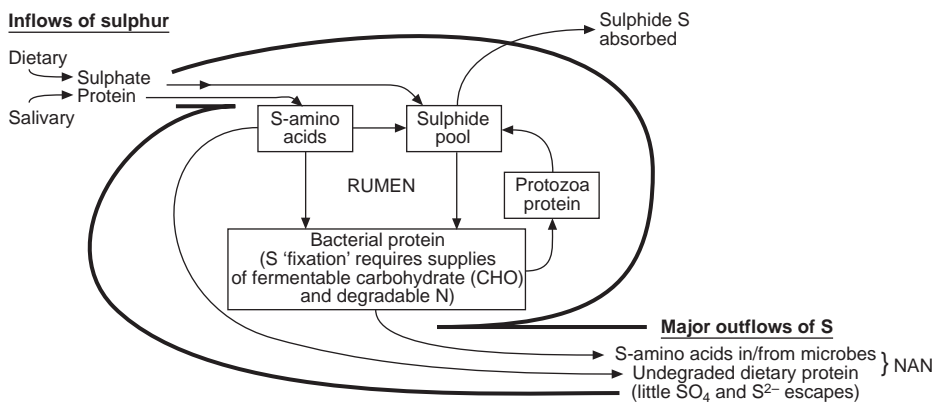 Inflows of sulphur
Sulphide S
absorbed
Dietary
Sulphate
Protein
Salivary
S-amino
acids
Sulphide
pool
RUMEN
Protozoa
protein
Bacterial protein
(S ‘fixation’ requires supplies
of fermentable carbohydrate (CHO)
and degradable N)
Major outflows of S
S-amino acids in/from microbes
Undegraded dietary protein
} NAN
(little SO₄ and S²⁻ escapes)